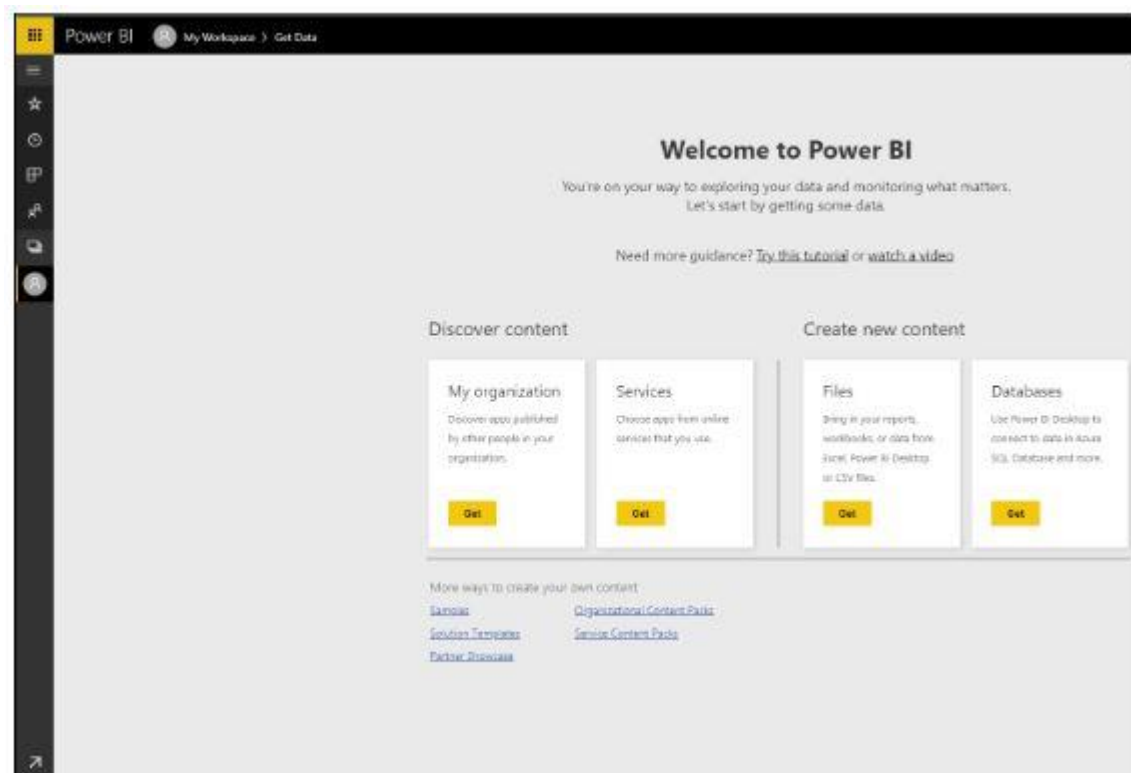 Power BI My Workspace > Get Data
Welcome to Power BI
You're on your way to exploring your data and monitoring what matters.
Let's start by getting some data.
Need more guidance? Try this tutorial or watch a video
Discover content
Create new content
My organization
Discover apps published
by other people in your
organization.
Get
Services
Choose apps from online
services that you use.
Get
Files
Bring in your reports,
workbooks, or data from
Excel, Power BI Desktop
or CSV files.
Get
Databases
Use Power BI Desktop to
connect to data in Azure
SQL Database and more.
Get
More ways to create your own content
Samples
Organizational Content Packs
Solution Templates
Service Content Packs
Partner Showcase